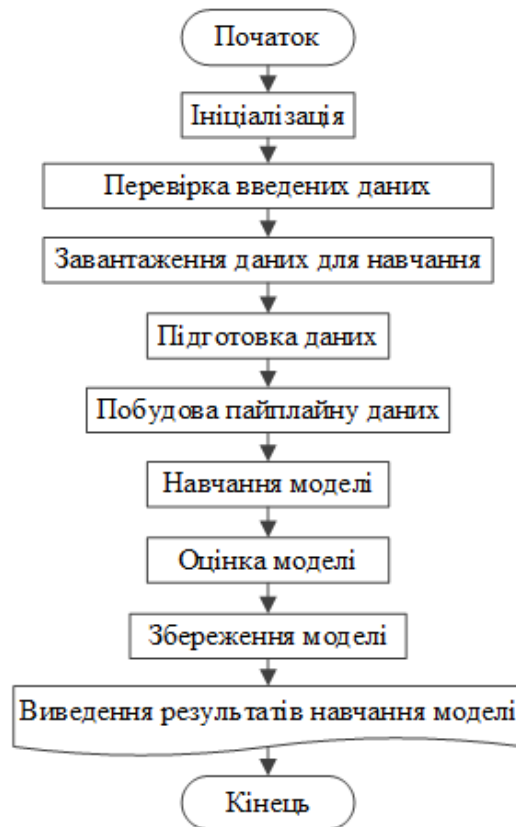 Початок
Ініціалізація
Перевірка введених даних
Завантаження даних для навчання
Підготовка даних
Побудова пайплайну даних
Навчання моделі
Оцінка моделі
Збереження моделі
Виведення результатів навчання моделі
Кінець